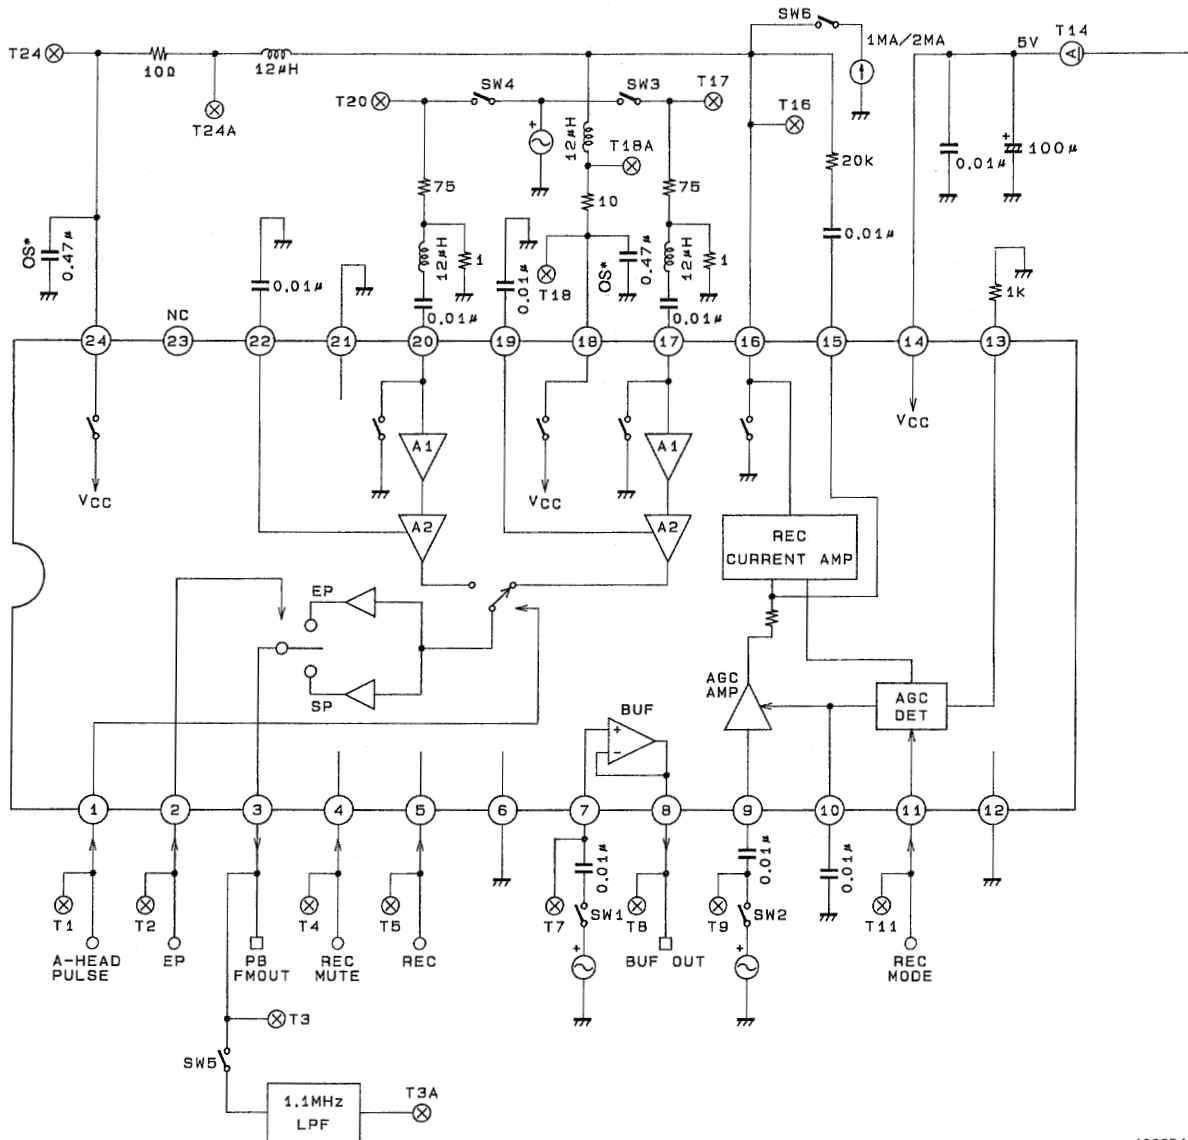 SW6
1MA/2MA
5V
T14
A
T24
10Ω
12μH
T24A
T20
SW4
SW3
T17
T16
+
12μH
T18A
75
10
75
20k
0.01μ
+
100μ
OS*
0.47μ
0.01μ
12μH
1
0.01μ
0.01μ
T18
OS*
0.47μ
12μH
1
0.01μ
0.01μ
1k
NC
24
23
22
21
20
19
18
17
16
15
14
13
VCC
A1
A2
VCC
A1
A2
VCC
REC
CURRENT AMP
EP
SP
AGC
AMP
AGC
DET
BUF
+
−
1
2
3
4
5
6
7
8
9
10
11
12
T1
A-HEAD
PULSE
T2
EP
PB
FMOUT
T4
REC
MUTE
T5
REC
T7
0.01μ
SW1
+
T8
BUF OUT
T9
0.01μ
SW2
+
0.01μ
T11
REC
MODE
T3
SW5
1.1MHz
LPF
T3A